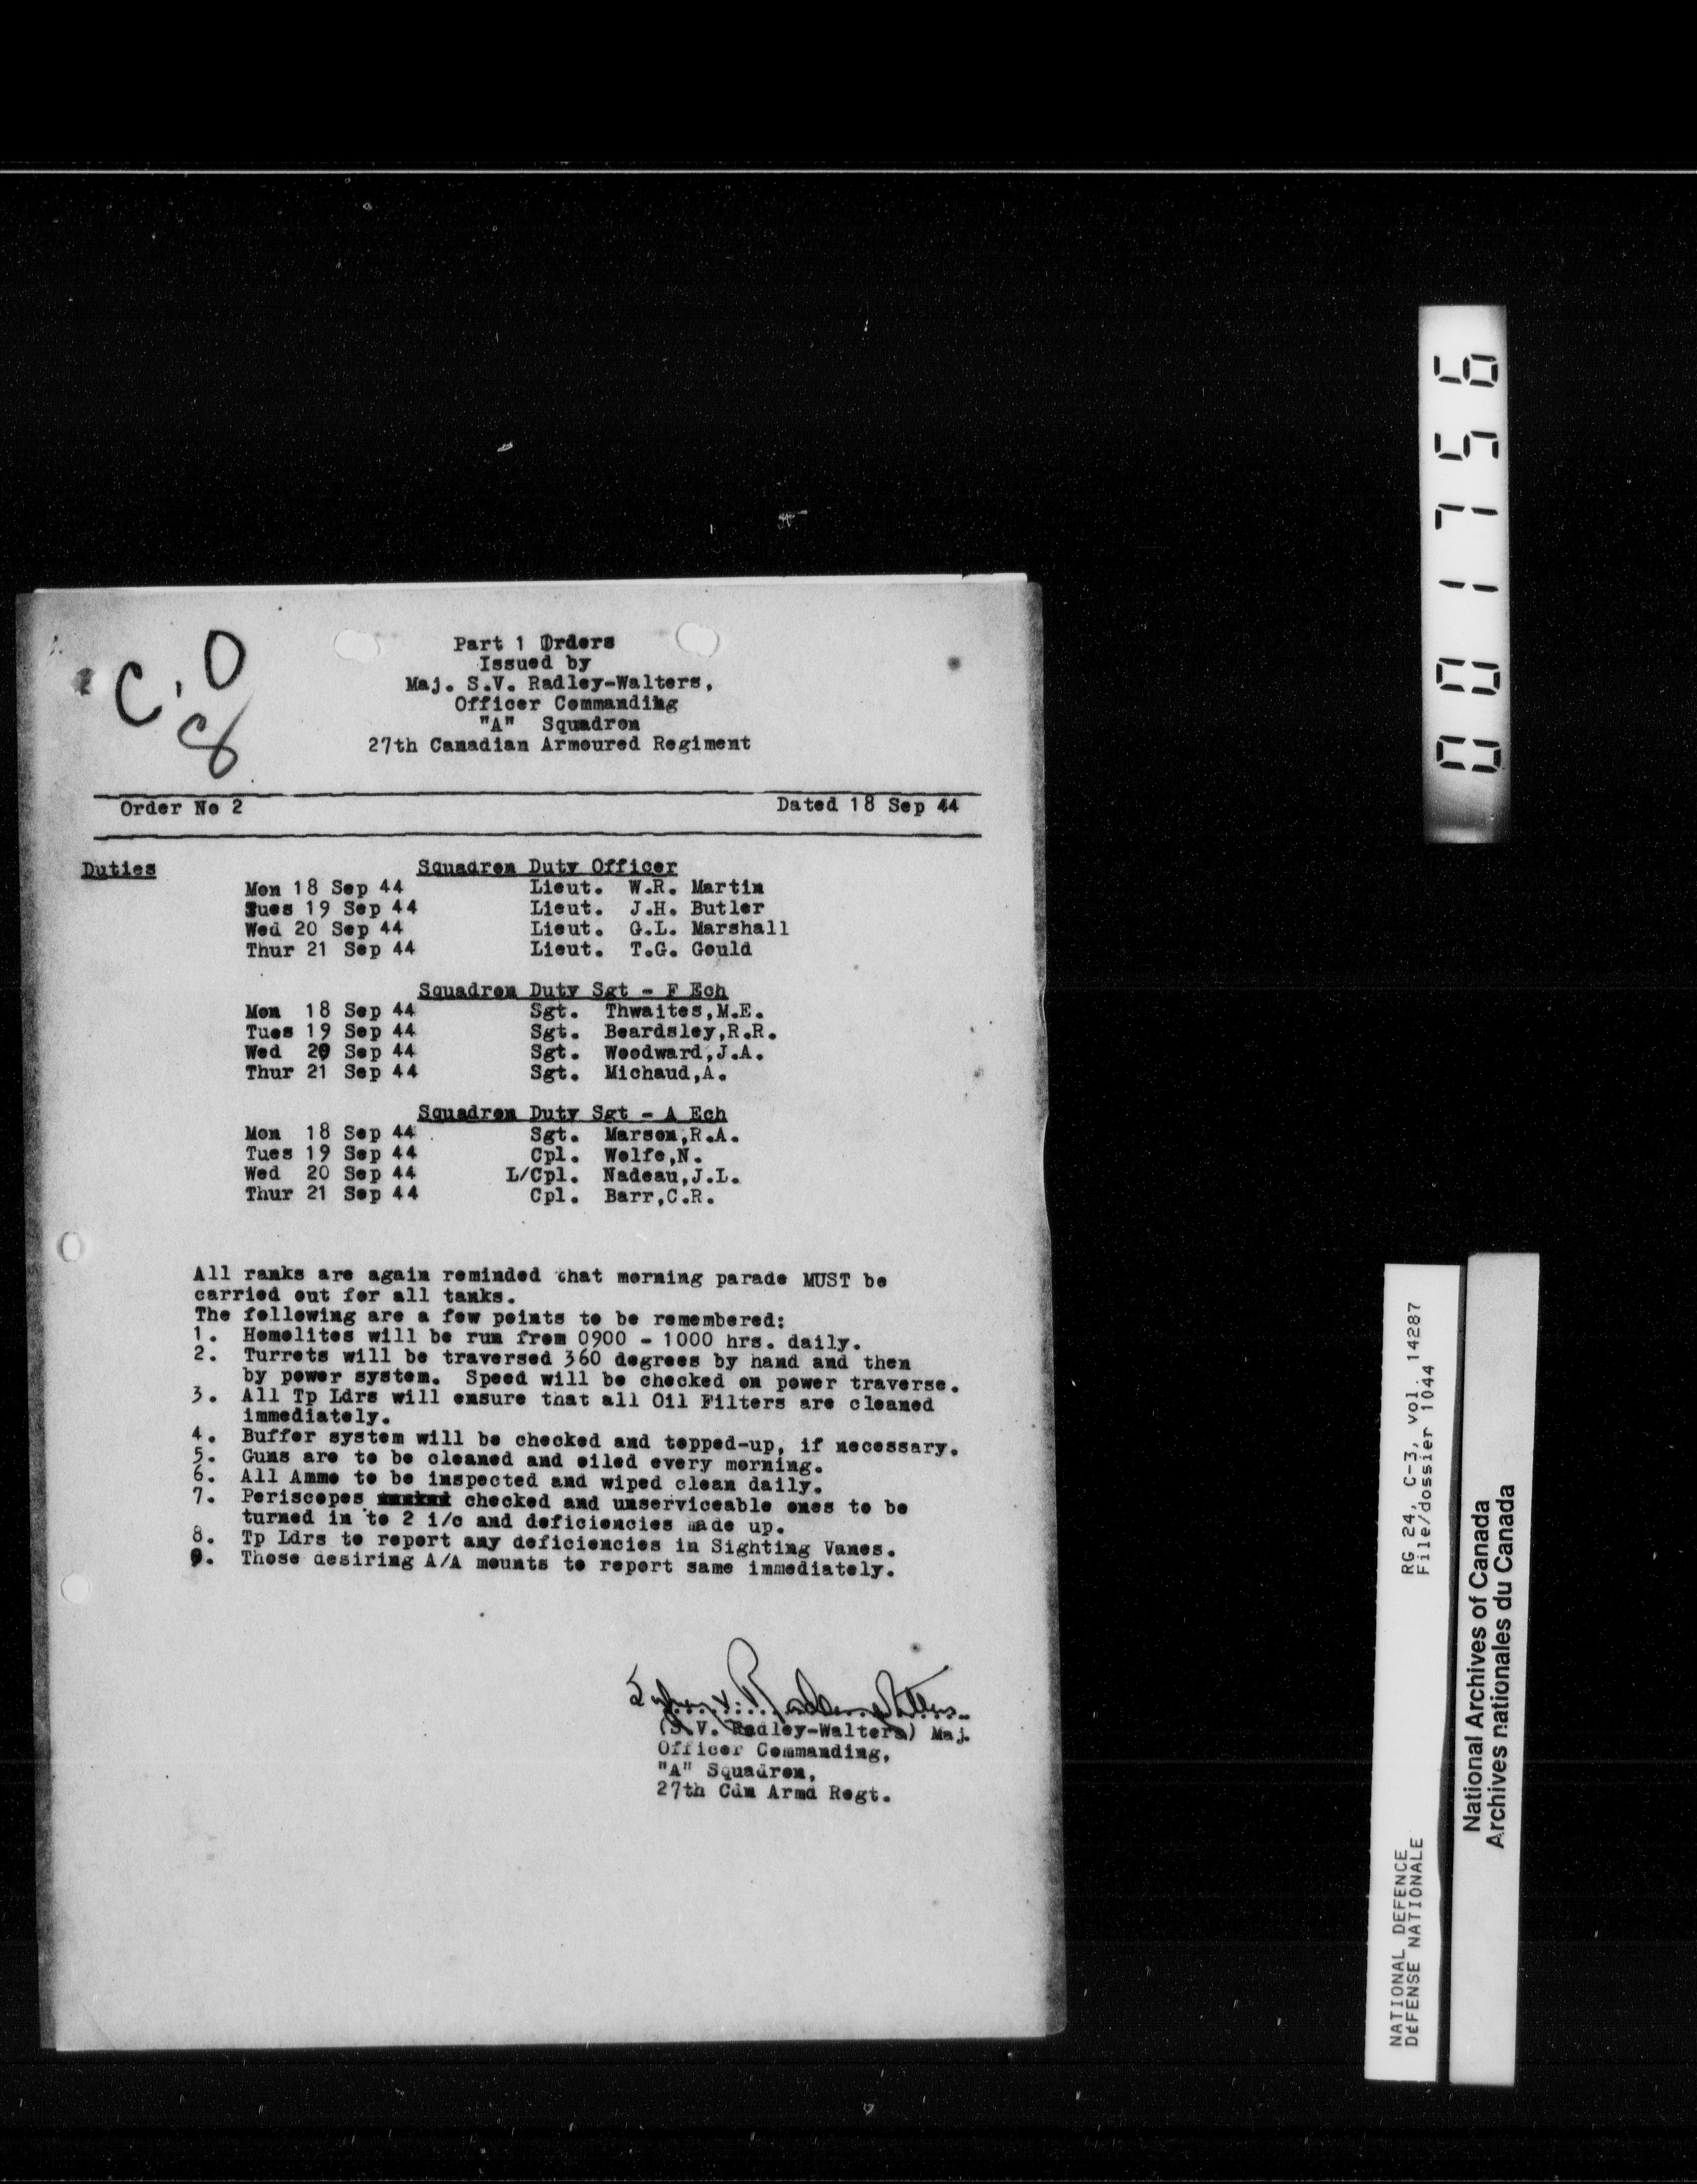 C.O
8
Part 1 Orders
Issued by
Maj. S.V. Radley-Walters,
Officer Commanding
"A" Squadron
27th Canadian Armoured Regiment
Order No 2 Dated 18 Sep 44
Duties Squadron Duty Officer
Mon 18 Sep 44 Lieut. W.R. Martin
Tues 19 Sep 44 Lieut. J.H. Butler
Wed 20 Sep 44 Lieut. G.L. Marshall
Thur 21 Sep 44 Lieut. T.G. Gould
Squadron Duty Sgt - F Ech
Mon 18 Sep 44 Sgt. Thwaites,M.E.
Tues 19 Sep 44 Sgt. Beardsley,R.R.
Wed 20 Sep 44 Sgt. Woodward,J.A.
Thur 21 Sep 44 Sgt. Michaud,A.
Squadron Duty Sgt - A Ech
Mon 18 Sep 44 Sgt. Marson,R.A.
Tues 19 Sep 44 Cpl. Wolfe,N.
Wed 20 Sep 44 L/Cpl. Nadeau,J.L.
Thur 21 Sep 44 Cpl. Barr,C.R.
All ranks are again reminded that morning parade MUST be
carried out for all tanks.
The following are a few points to be remembered:
1. Homolites will be run from 0900 - 1000 hrs. daily.
2. Turrets will be traversed 360 degrees by hand and then
by power system. Speed will be checked on power traverse.
3. All Tp Ldrs will ensure that all Oil Filters are cleaned
immediately.
4. Buffer system will be checked and topped-up, if necessary.
5. Guns are to be cleaned and oiled every morning.
6. All Ammo to be inspected and wiped clean daily.
7. Periscopes checked and unserviceable ones to be
turned in to 2 i/c and deficiencies made up.
8. Tp Ldrs to report any deficiencies in Sighting Vanes.
9. Those desiring A/A mounts to report same immediately.
(S.V. Radley-Walters) Maj.
Officer Commanding,
"A" Squadron,
27th Cdn Armd Regt.
001756
RG 24, C-3, vol. 14287
File/dossier 1044
NATIONAL DEFENCE
DÉFENSE NATIONALE
National Archives of Canada
Archives nationales du Canada